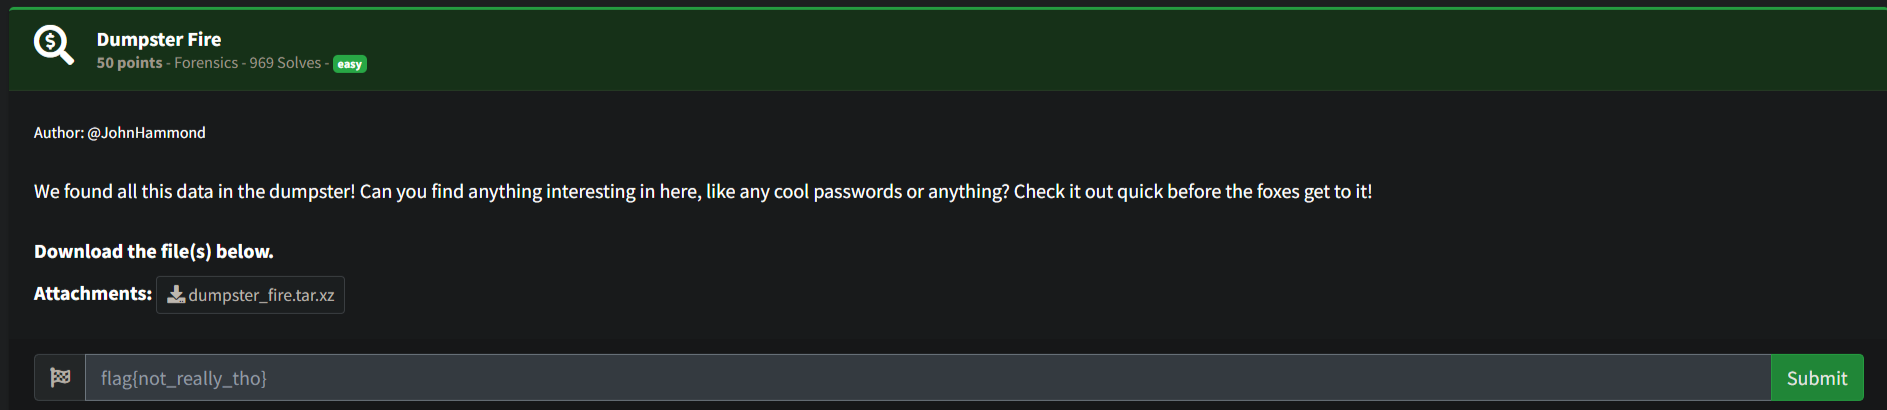 Dumpster Fire
50 points - Forensics - 969 Solves - easy
Author: @JohnHammond
We found all this data in the dumpster! Can you find anything interesting in here, like any cool passwords or anything? Check it out quick before the foxes get to it!
Download the file(s) below.
Attachments: dumpster_fire.tar.xz
flag{not_really_tho}
Submit